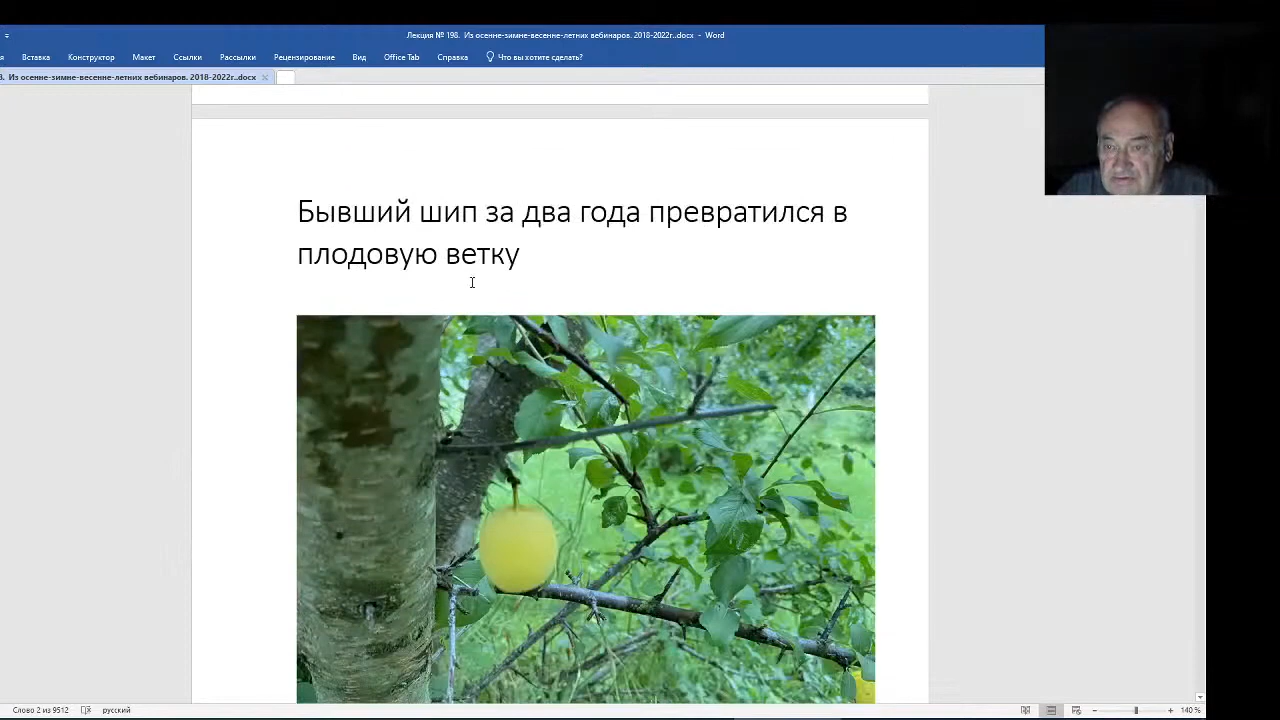 Лекция № 198. Из осенне-зимне-весенне-летних вебинаров. 2018-2022г..docx - Word
я Вставка Конструктор Макет Ссылки Рассылки Рецензирование Вид Office Tab Справка Что вы хотите сделать?
8. Из осенне-зимне-весенне-летних вебинаров. 2018-2022г..docx
Бывший шип за два года превратился в
плодовую ветку
Слово 2 из 9512 русский 140 %